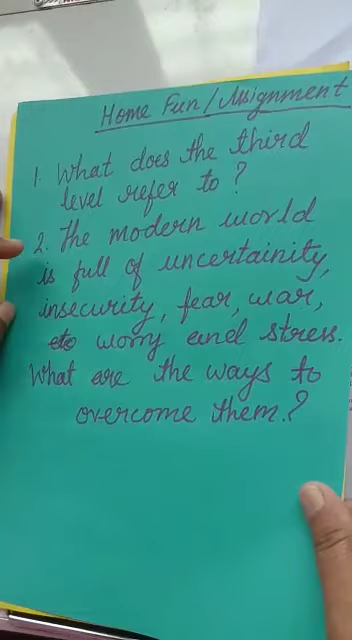 Home Fun/Assignment
1. What does the third
level refer to?
2. The modern world
is full of uncertainity,
insecurity, fear, war,
worry and stress.
What are the ways to
overcome them.?